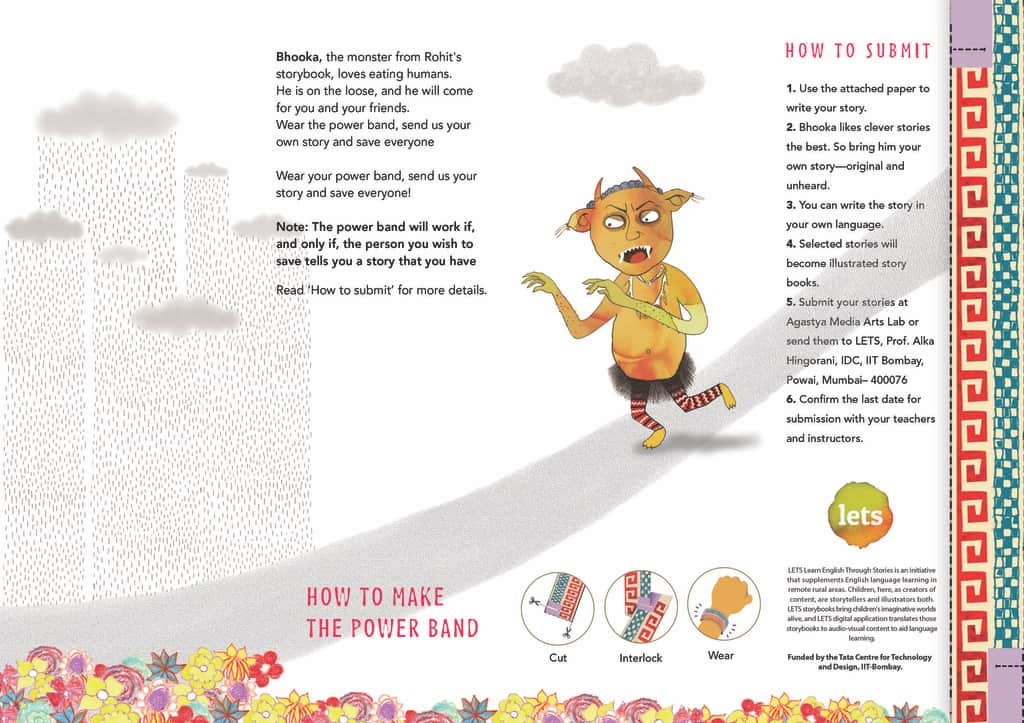 Bhooka, the monster from Rohit's
storybook, loves eating humans.
He is on the loose, and he will come
for you and your friends.
Wear the power band, send us your
own story and save everyone
Wear your power band, send us your
story and save everyone!
Note: The power band will work if,
and only if, the person you wish to
save tells you a story that you have
Read ‘How to submit’ for more details.
HOW TO MAKE
THE POWER BAND
Cut
Interlock
Wear
HOW TO SUBMIT
1. Use the attached paper to
write your story.
2. Bhooka likes clever stories
the best. So bring him your
own story—original and
unheard.
3. You can write the story in
your own language.
4. Selected stories will
become illustrated story
books.
5. Submit your stories at
Agastya Media Arts Lab or
send them to LETS, Prof. Alka
Hingorani, IDC, IIT Bombay,
Powai, Mumbai– 400076
6. Confirm the last date for
submission with your teachers
and instructors.
lets
LETS Learn English Through Stories is an initiative
that supplements English language learning in
remote rural areas. Children, here, as creators of
content, are storytellers and illustrators both.
LETS storybooks bring children's imaginative worlds
alive, and LETS digital application translates those
storybooks to audio-visual content to aid language
learning.
Funded by the Tata Centre for Technology
and Design, IIT-Bombay.